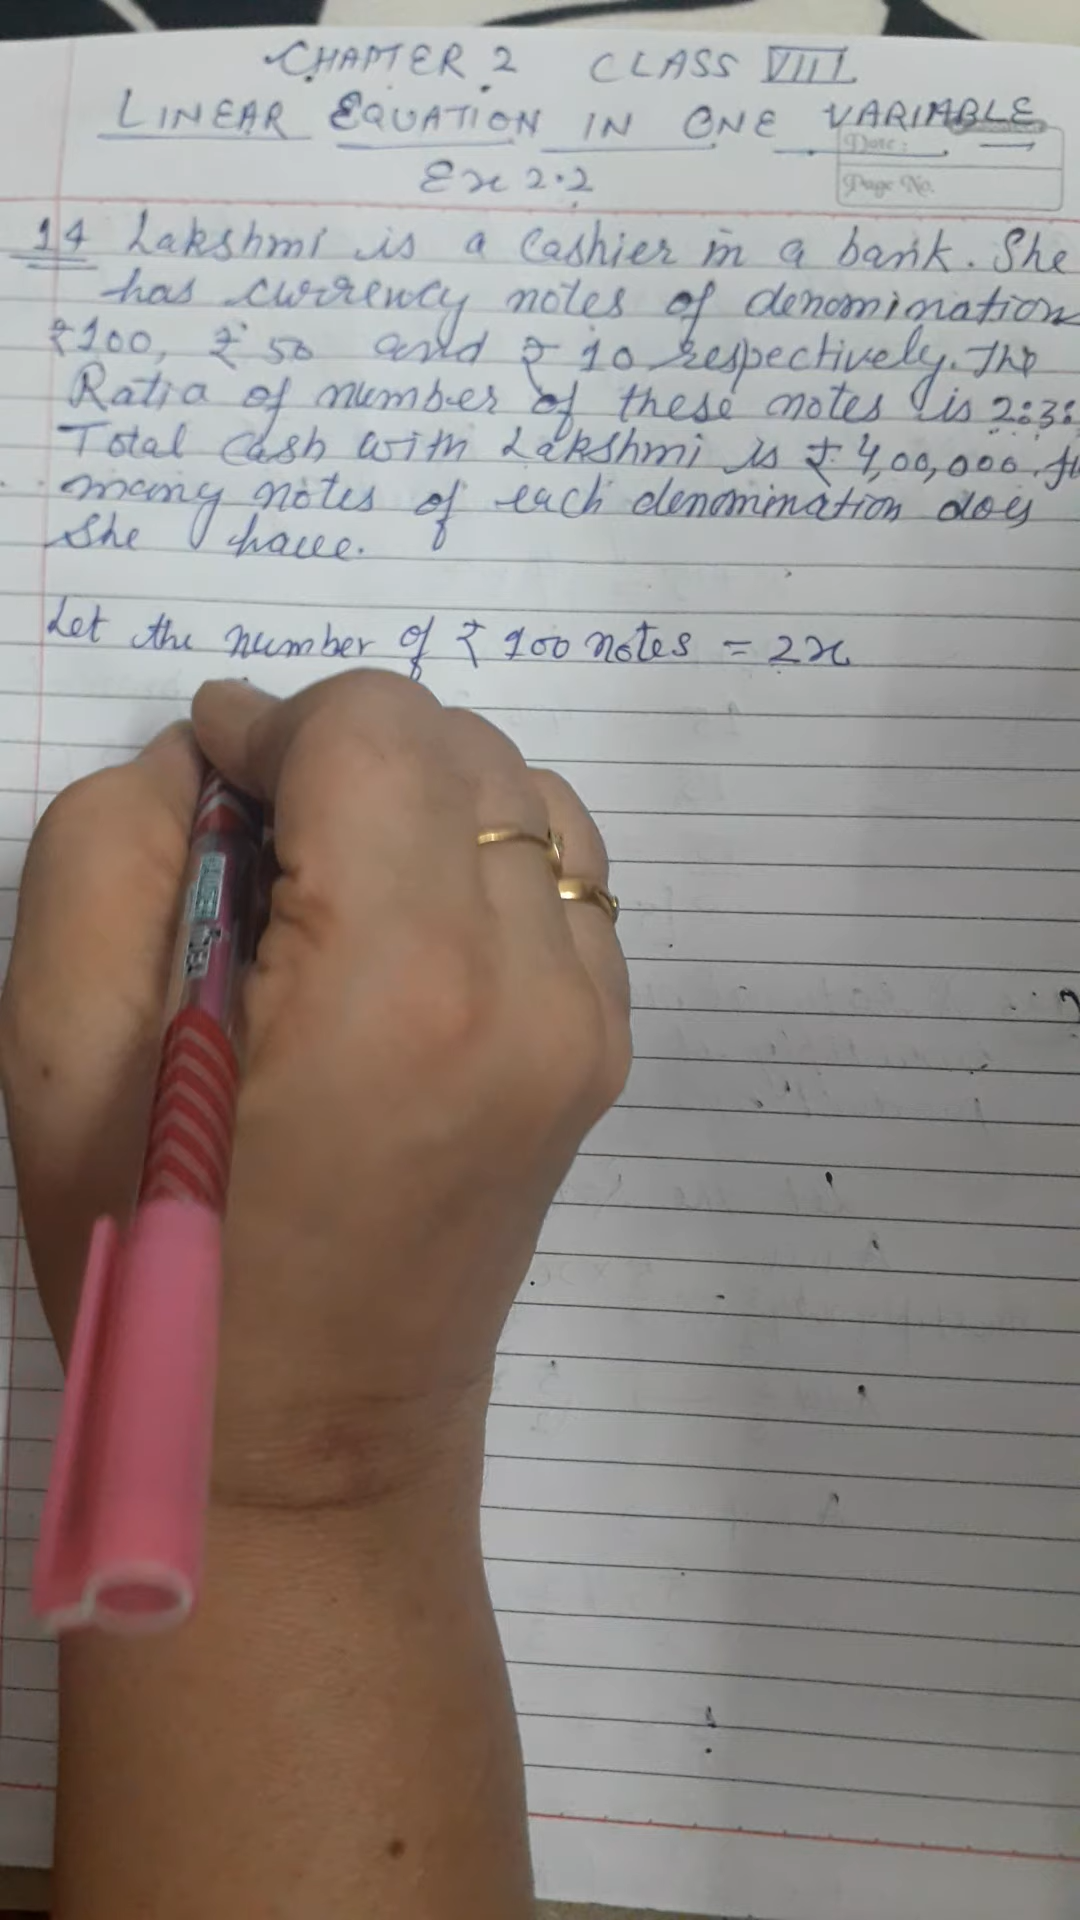 CHAPTER 2 CLASS VIII
LINEAR EQUATION IN ONE VARIABLE
Date:
Ex 2.2
Page No.
14 Lakshmi is a Cashier in a bank. She
has currency notes of denomination
₹100, ₹ 50 and ₹ 10 respectively. The
Ratio of number of these notes is 2:3:
Total Cash with Lakshmi is ₹ 4,00,000.
many notes of each denomination does
She have.
Let the number of ₹ 100 notes = 2x